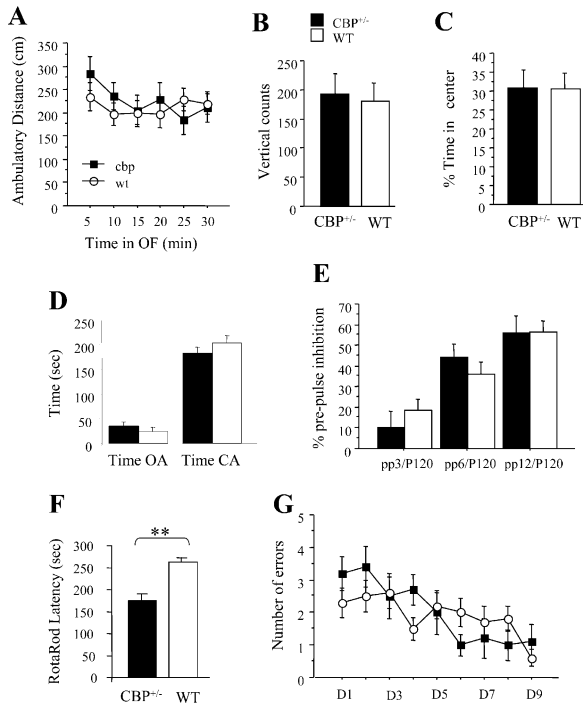 A
Ambulatory Distance (cm)
350
300
250
200
150
100
50
0
cbp
wt
5 10 15 20 25 30
Time in OF (min)
B
CBP+/-
WT
Vertical counts
250
200
150
100
50
0
CBP+/- WT
C
% Time in center
40
35
30
25
20
15
10
5
0
CBP+/- WT
D
Time (sec)
250
200
150
100
50
0
Time OA Time CA
E
% pre-pulse inhibition
70
60
50
40
30
20
10
0
pp3/P120 pp6/P120 pp12/P120
F
RotaRod Latency (sec)
300
250
200
150
100
50
0
**
CBP+/- WT
G
Number of errors
5
4
3
2
1
0
D1 D3 D5 D7 D9